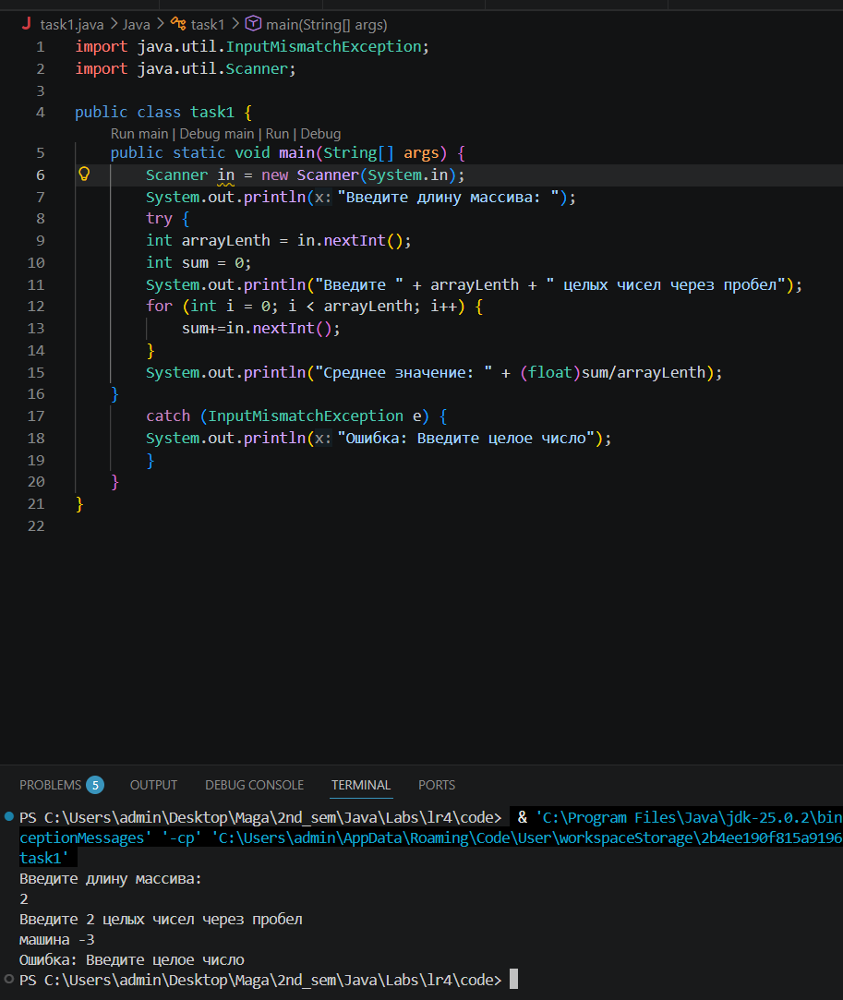 task1.java > Java > task1 > main(String[] args)
1 import java.util.InputMismatchException;
2 import java.util.Scanner;
3
4 public class task1 {
Run main | Debug main | Run | Debug
5 public static void main(String[] args) {
6 Scanner in = new Scanner(System.in);
7 System.out.println(x: "Введите длину массива: ");
8 try {
9 int arrayLenth = in.nextInt();
10 int sum = 0;
11 System.out.println("Введите " + arrayLenth + " целых чисел через пробел");
12 for (int i = 0; i < arrayLenth; i++) {
13 sum+=in.nextInt();
14 }
15 System.out.println("Среднее значение: " + (float)sum/arrayLenth);
16 }
17 catch (InputMismatchException e) {
18 System.out.println(x: "Ошибка: Введите целое число");
19 }
20 }
21 }
22
PROBLEMS 5 OUTPUT DEBUG CONSOLE TERMINAL PORTS
PS C:\Users\admin\Desktop\Maga\2nd_sem\Java\Labs\lr4\code> & 'C:\Program Files\Java\jdk-25.0.2\bin
ceptionMessages' '-cp' 'C:\Users\admin\AppData\Roaming\Code\User\workspaceStorage\2b4ee190f815a9196
task1'
Введите длину массива:
2
Введите 2 целых чисел через пробел
машина -3
Ошибка: Введите целое число
PS C:\Users\admin\Desktop\Maga\2nd_sem\Java\Labs\lr4\code>